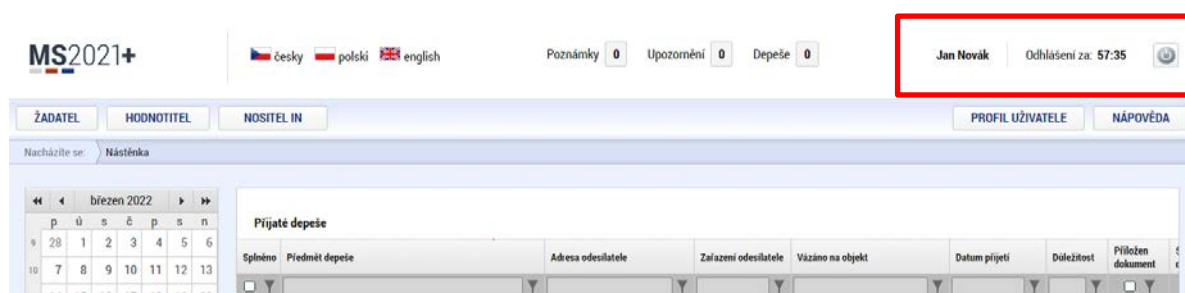 MS2021+ česky polski english Poznámky 0 Upozornění 0 Depeše 0 Jan Novák Odhlášení za: 57:35
ŽADATEL HODNOTITEL NOSITEL IN PROFIL UŽIVATELE NÁPOVĚDA
Nacházíte se: Nástěnka
březen 2022
p ú s č p s n
Přijaté depeše
9 28 1 2 3 4 5 6
Splněno Předmět depeše Adresa odesílatele Zařazení odesílatele Vázáno na objekt Datum přijetí Důležitost Přiložen dokument
10 7 8 9 10 11 12 13